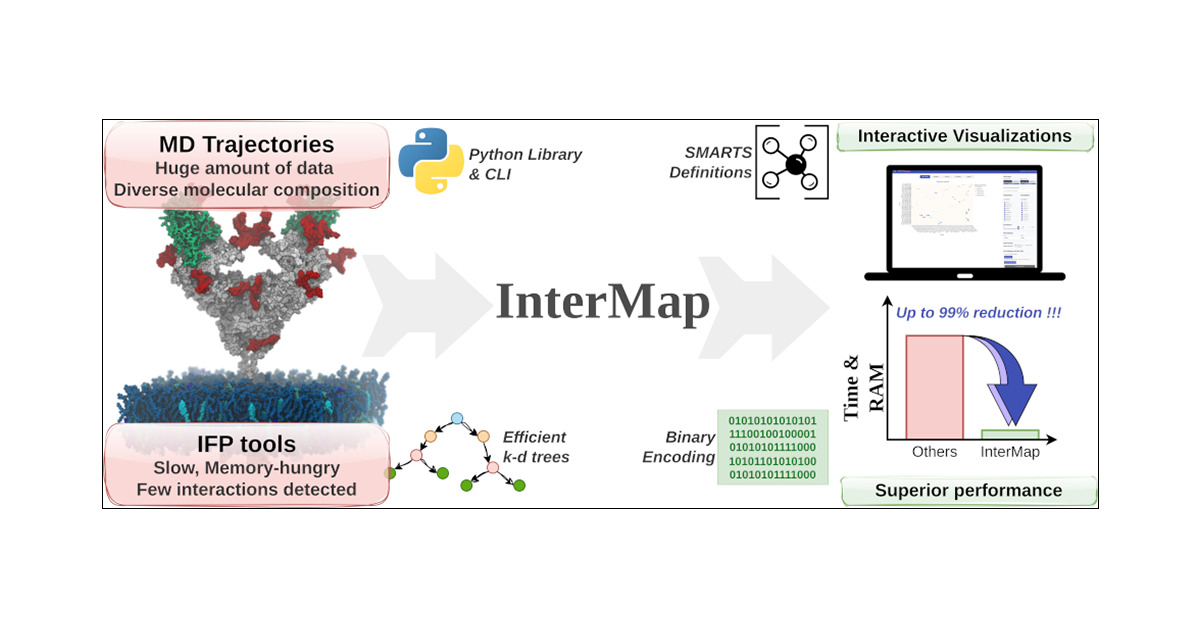 MD Trajectories
Huge amount of data
Diverse molecular composition
IFP tools
Slow, Memory-hungry
Few interactions detected
Python Library
& CLI
SMARTS
Definitions
InterMap
Efficient
k-d trees
Binary
Encoding
01010101010101
11100100100001
01010101111000
10101101010100
01010101111000
Interactive Visualizations
Up to 99% reduction !!!
Time &
RAM
Others
InterMap
Superior performance